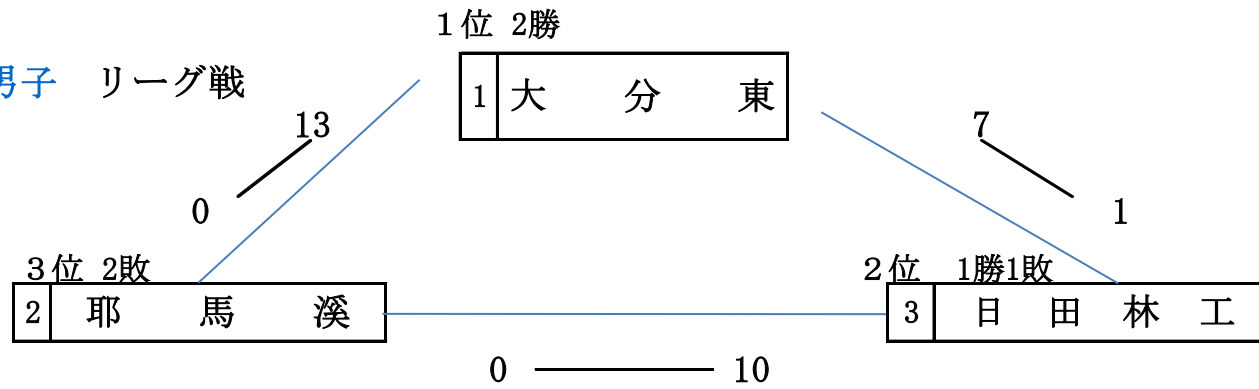 １位 2勝
男子　リーグ戦
1 大　分　東
13
7
0
1
３位 2敗
２位　1勝1敗
2 耶　馬　溪
3 日　田　林　工
0
10